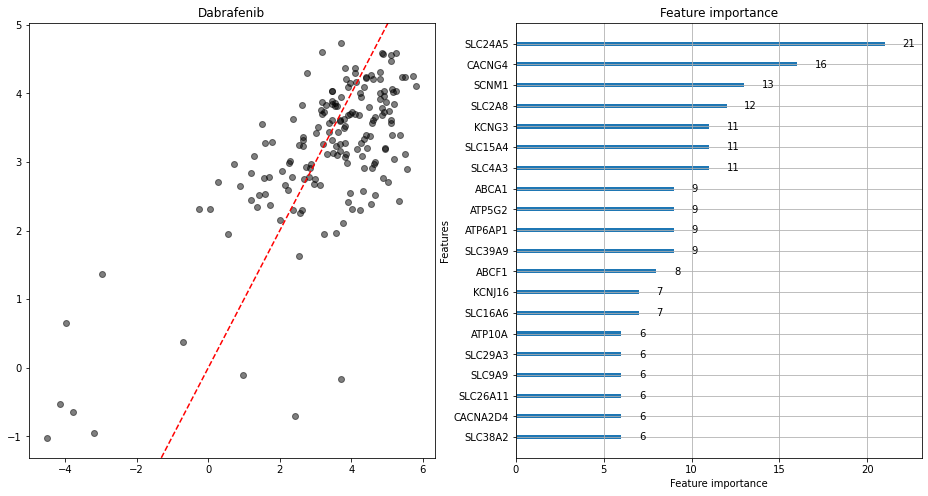 Dabrafenib
5
4
3
2
1
0
−1
−4
−2
0
2
4
6
Feature importance
Features
SLC24A5 21
CACNG4 16
SCNM1 13
SLC2A8 12
KCNG3 11
SLC15A4 11
SLC4A3 11
ABCA1 9
ATP5G2 9
ATP6AP1 9
SLC39A9 9
ABCF1 8
KCNJ16 7
SLC16A6 7
ATP10A 6
SLC29A3 6
SLC9A9 6
SLC26A11 6
CACNA2D4 6
SLC38A2 6
0
5
10
15
20
Feature importance